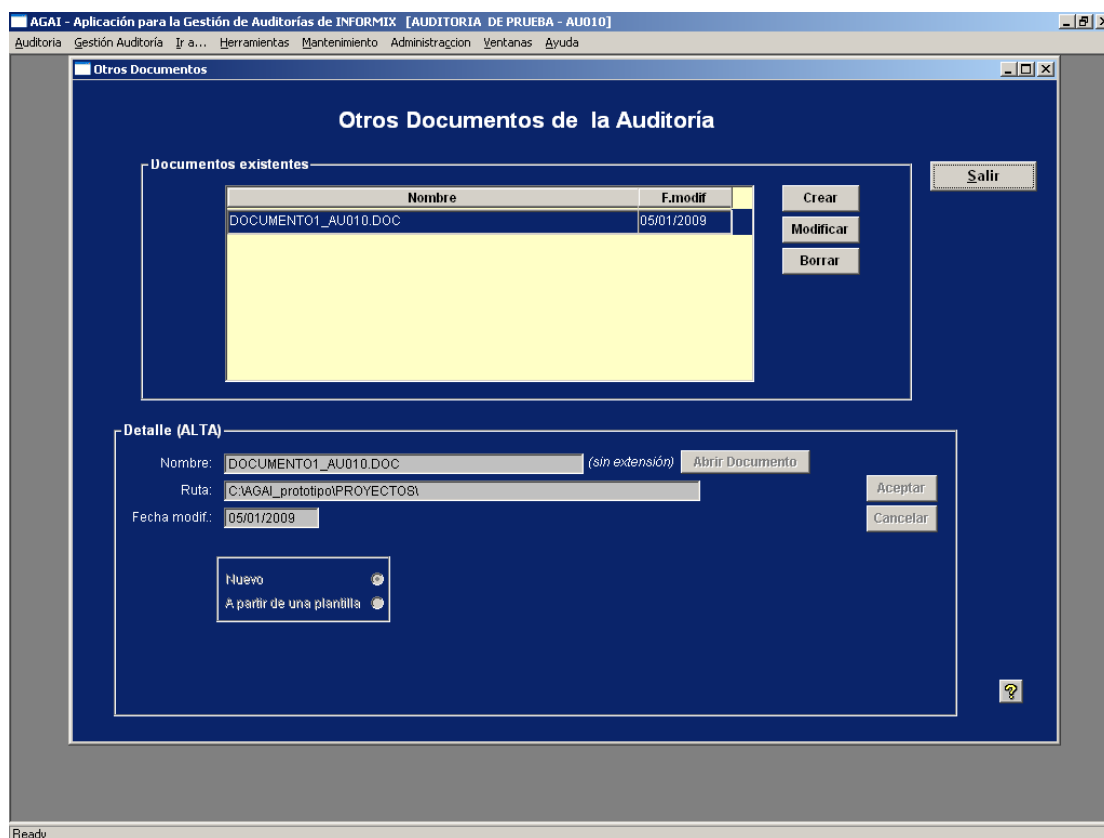 AGAI - Aplicación para la Gestión de Auditorías de INFORMIX [AUDITORIA DE PRUEBA - AU010]
Auditoria Gestión Auditoría Ir a... Herramientas Mantenimiento Administraccion Ventanas Ayuda
Otros Documentos
Otros Documentos de la Auditoría
Documentos existentes
Salir
Nombre F.modif
Crear
DOCUMENTO1_AU010.DOC 05/01/2009
Modificar
Borrar
Detalle (ALTA)
Nombre: DOCUMENTO1_AU010.DOC (sin extensión) Abrir Documento
Ruta: C:\AGAI_prototipo\PROYECTOS\
Aceptar
Fecha modif.: 05/01/2009
Cancelar
Nuevo
A partir de una plantilla
?
Ready